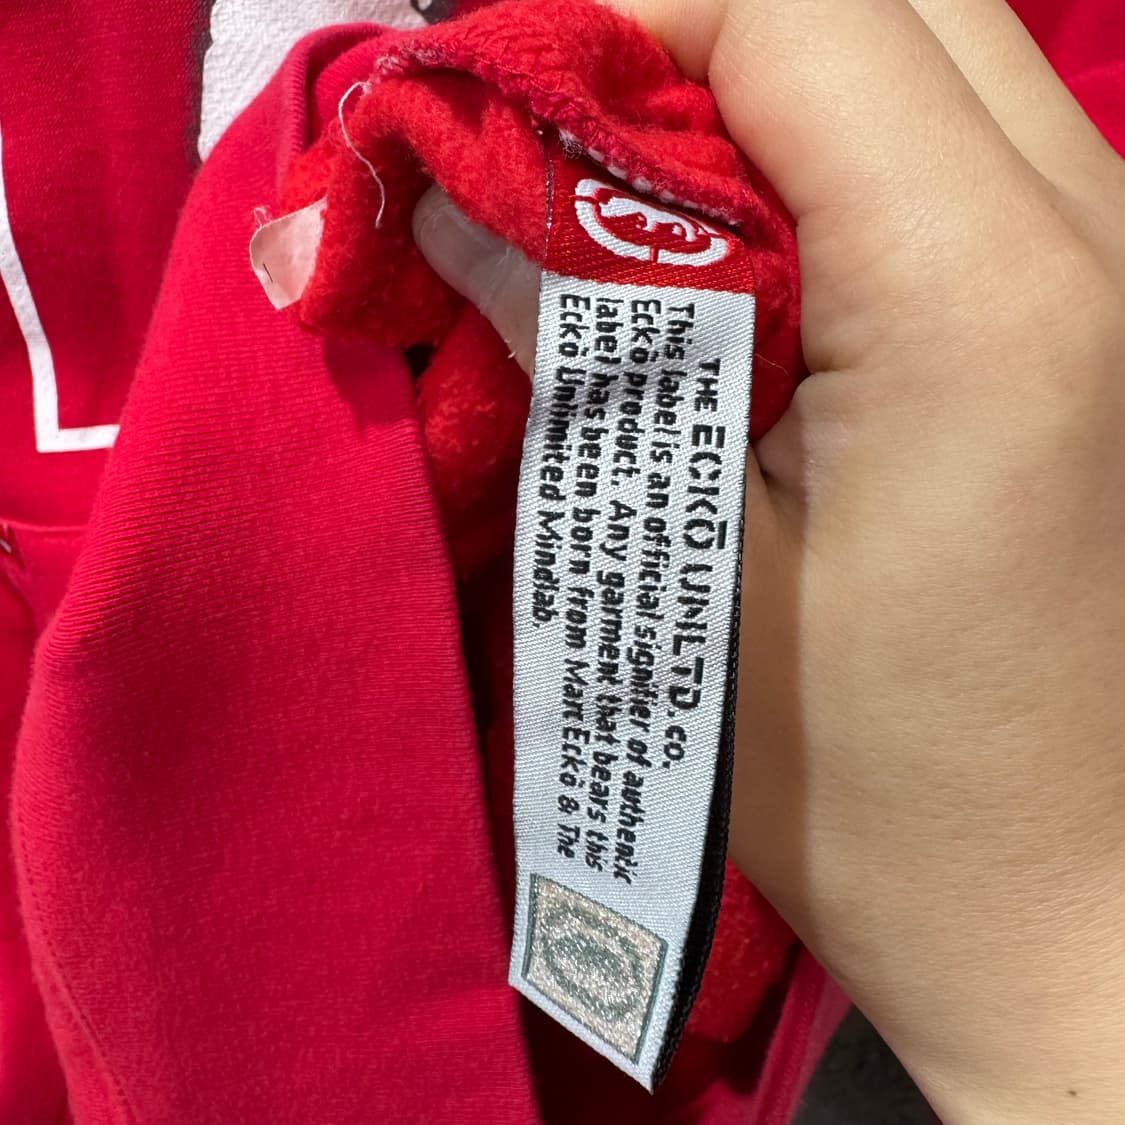 THE ECKŌ UNLTD.CO.
This label is an official signifier of authentic
Eckō product. Any garment that bears this
label has been born from Marc Eckō & The
Eckō Unlimited Mindlab.